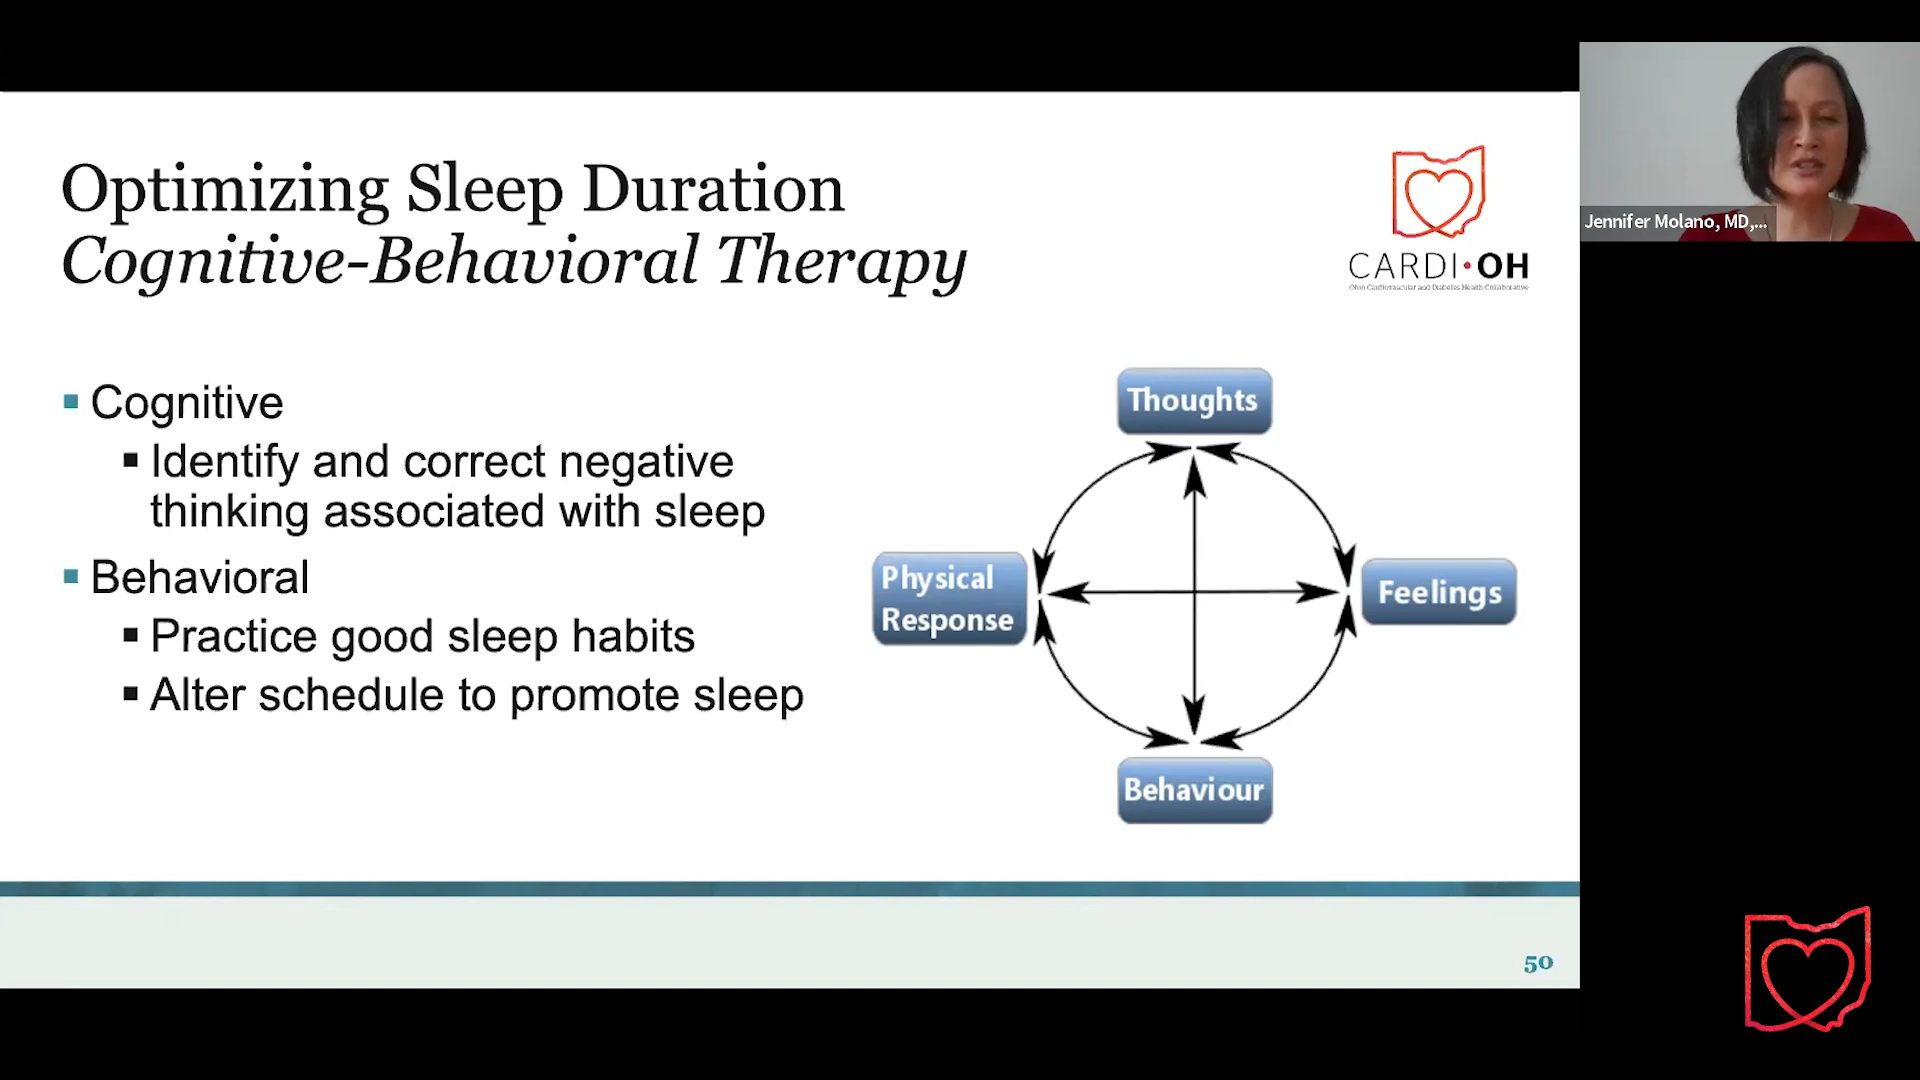 Optimizing Sleep Duration
Cognitive-Behavioral Therapy
CARDI•OH
Ohio Cardiovascular and Diabetes Health Collaborative
Jennifer Molano, MD,...
Cognitive
Identify and correct negative
thinking associated with sleep
Behavioral
Practice good sleep habits
Alter schedule to promote sleep
Thoughts
Physical
Response
Feelings
Behaviour
50